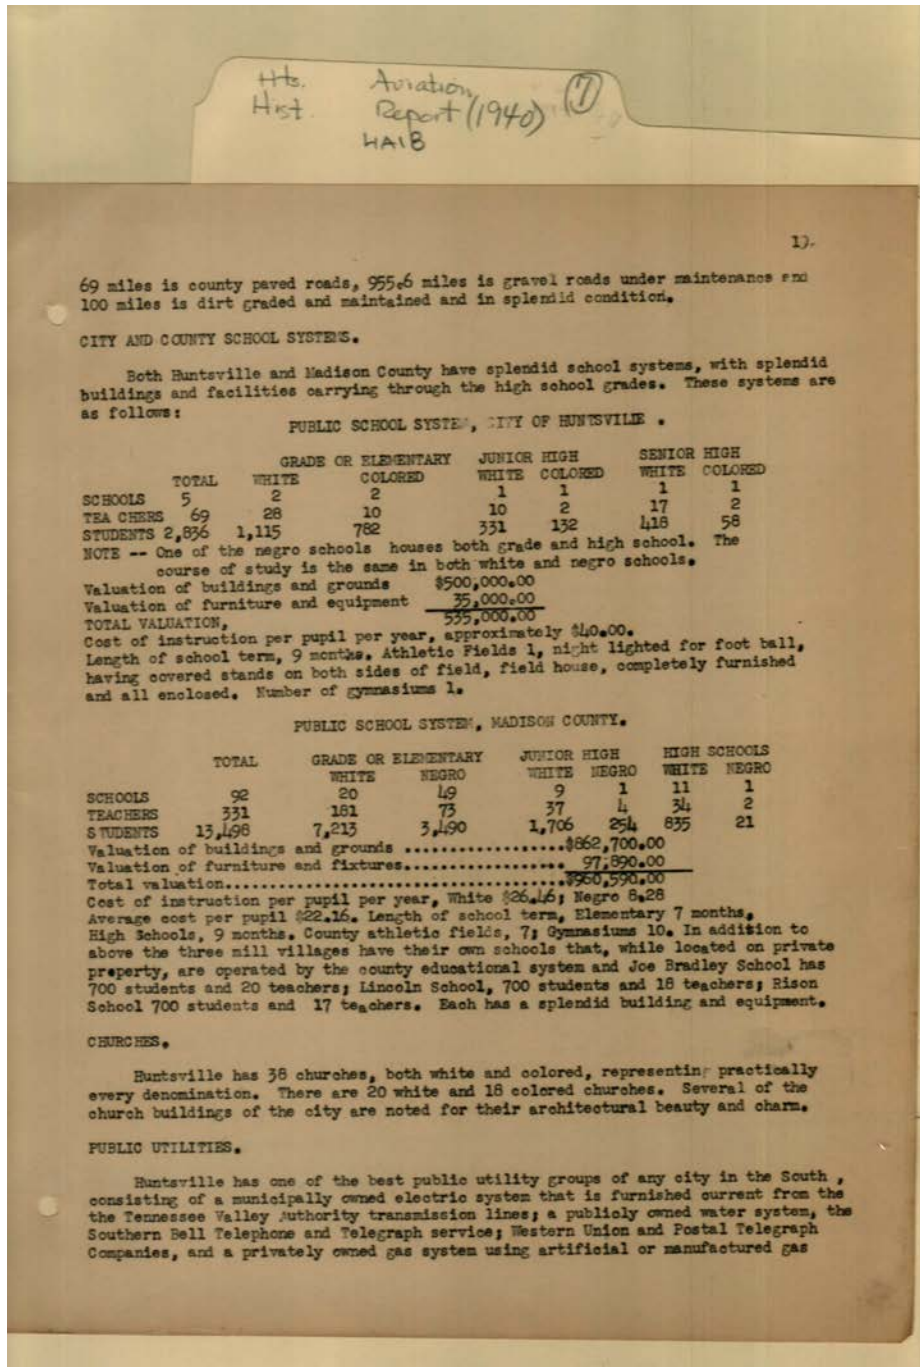 Hts. Aviation 7
Hist. Report (1940)
HAIB
69 miles is county paved roads, 955.6 miles is gravel roads under maintenance and
100 miles is dirt graded and maintained and in splendid condition.
CITY AND COUNTY SCHOOL SYSTEMS.
Both Huntsville and Madison County have splendid school systems, with splendid
buildings and facilities carrying through the high school grades. These systems are
as follows:
PUBLIC SCHOOL SYSTEM, CITY OF HUNTSVILLE .
GRADE OR ELEMENTARY JUNIOR HIGH SENIOR HIGH
TOTAL WHITE COLORED WHITE COLORED WHITE COLORED
SCHOOLS 5 2 2 1 1 1 1
TEA CHERS 69 28 10 10 2 17 2
STUDENTS 2,836 1,115 782 331 132 418 58
NOTE -- One of the negro schools houses both grade and high school. The
course of study is the same in both white and negro schools.
Valuation of buildings and grounds $500,000.00
Valuation of furniture and equipment 35,000.00
TOTAL VALUATION, 535,000.00
Cost of instruction per pupil per year, approximately $40.00.
Length of school term, 9 months. Athletic Fields 1, night lighted for foot ball,
having covered stands on both sides of field, field house, completely furnished
and all enclosed. Number of gymnasiums 1.
PUBLIC SCHOOL SYSTEM, MADISON COUNTY.
TOTAL GRADE OR ELEMENTARY JUNIOR HIGH HIGH SCHOOLS
WHITE NEGRO WHITE NEGRO WHITE NEGRO
SCHOOLS 92 20 49 9 1 11 1
TEACHERS 331 181 73 37 4 34 2
STUDENTS 13,498 7,213 3,490 1,706 254 835 21
Valuation of buildings and grounds ..................$862,700.00
Valuation of furniture and fixtures.................. 97,890.00
Total valuation......................................$960,590.00
Cost of instruction per pupil per year, White $26.46; Negro 8.28
Average cost per pupil $22.16. Length of school term, Elementary 7 months,
High Schools, 9 months. County athletic fields, 7; Gymnasiums 10. In addition to
above the three mill villages have their own schools that, while located on private
property, are operated by the county educational system and Joe Bradley School has
700 students and 20 teachers; Lincoln School, 700 students and 18 teachers; Rison
School 700 students and 17 teachers. Each has a splendid building and equipment.
CHURCHES.
Huntsville has 38 churches, both white and colored, representing practically
every denomination. There are 20 white and 18 colored churches. Several of the
church buildings of the city are noted for their architectural beauty and charm.
PUBLIC UTILITIES.
Huntsville has one of the best public utility groups of any city in the South ,
consisting of a municipally owned electric system that is furnished current from the
the Tennessee Valley Authority transmission lines; a publicly owned water system, the
Southern Bell Telephone and Telegraph service; Western Union and Postal Telegraph
Companies, and a privately owned gas system using artificial or manufactured gas